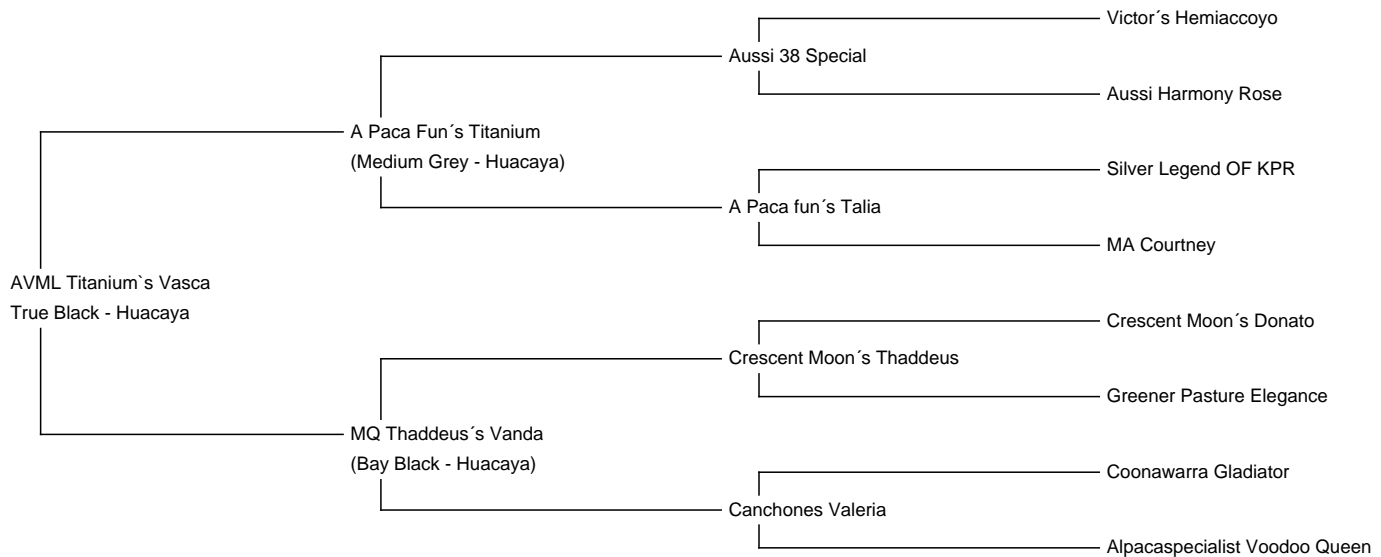 Victor´s Hemiaccoyo
Aussi 38 Special
Aussi Harmony Rose
A Paca Fun´s Titanium
(Medium Grey - Huacaya)
Silver Legend OF KPR
A Paca fun´s Talia
MA Courtney
AVML Titanium`s Vasca
True Black - Huacaya
Crescent Moon´s Donato
Crescent Moon´s Thaddeus
Greener Pasture Elegance
MQ Thaddeus´s Vanda
(Bay Black - Huacaya)
Coonawarra Gladiator
Canchones Valeria
Alpacaspecialist Voodoo Queen